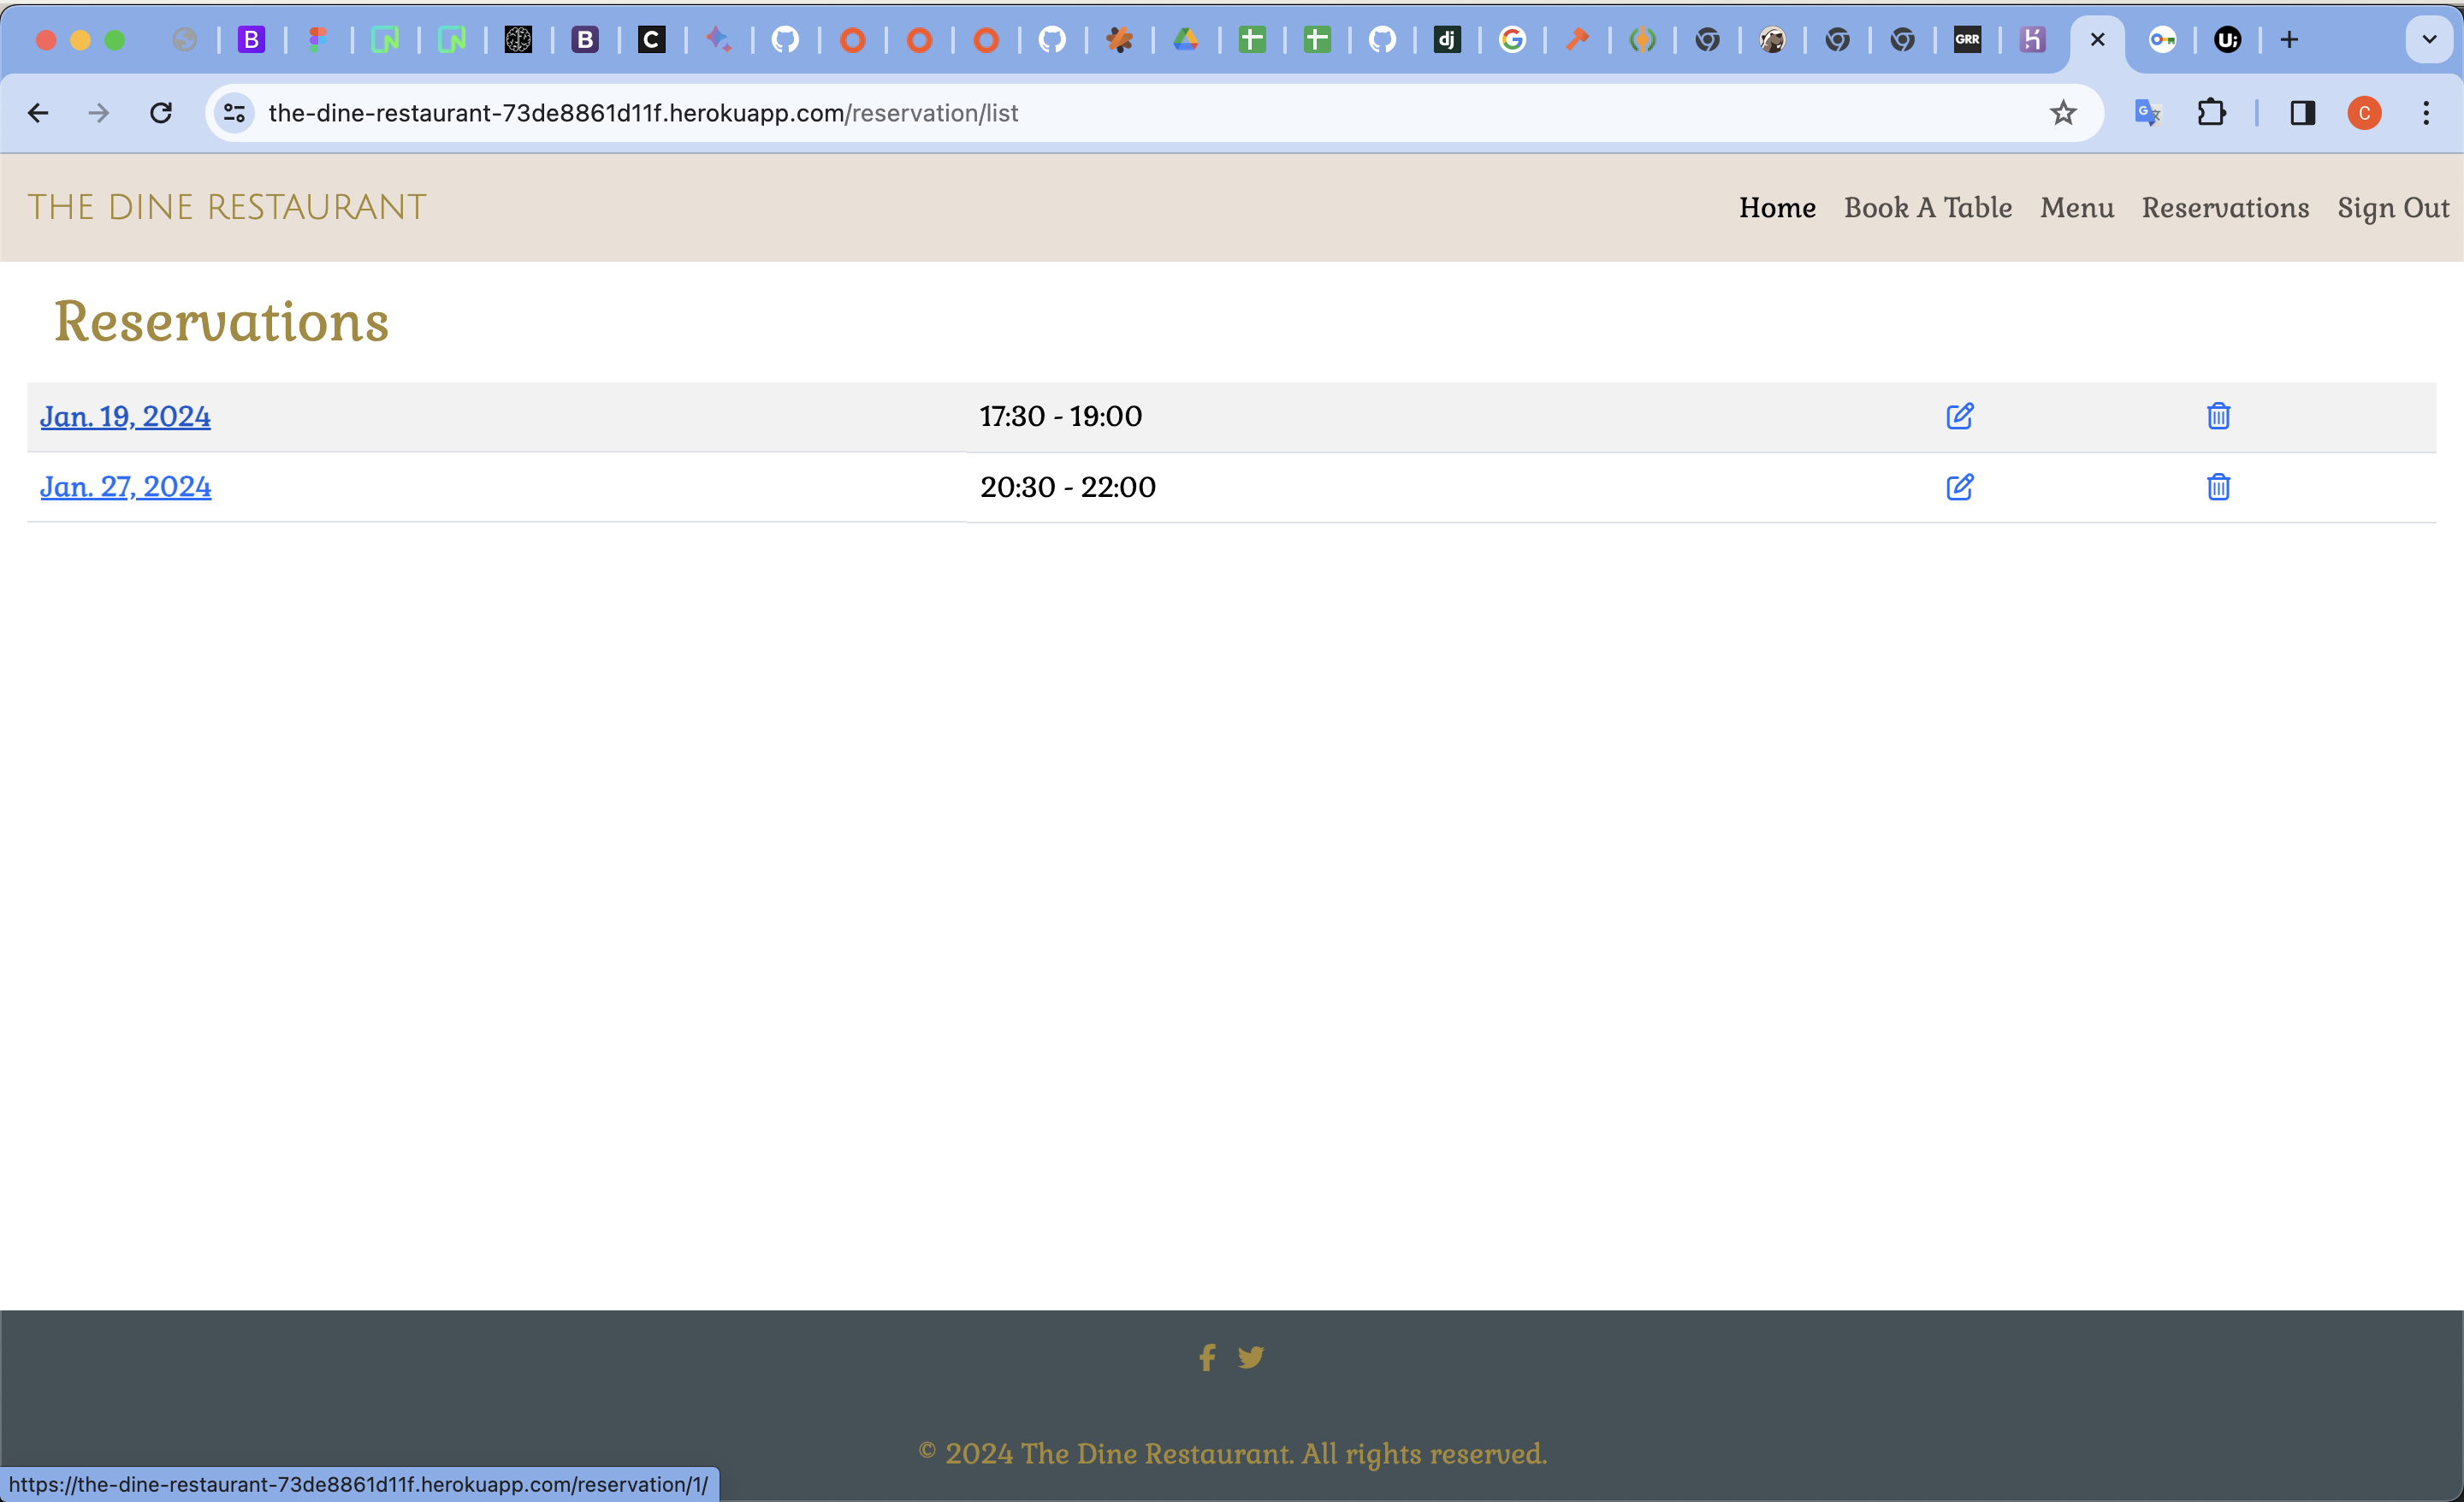 the-dine-restaurant-73de8861d11f.herokuapp.com/reservation/list
THE DINE RESTAURANT
Home Book A Table Menu Reservations Sign Out
Reservations
Jan. 19, 2024 17:30 - 19:00
Jan. 27, 2024 20:30 - 22:00
© 2024 The Dine Restaurant. All rights reserved.
https://the-dine-restaurant-73de8861d11f.herokuapp.com/reservation/1/